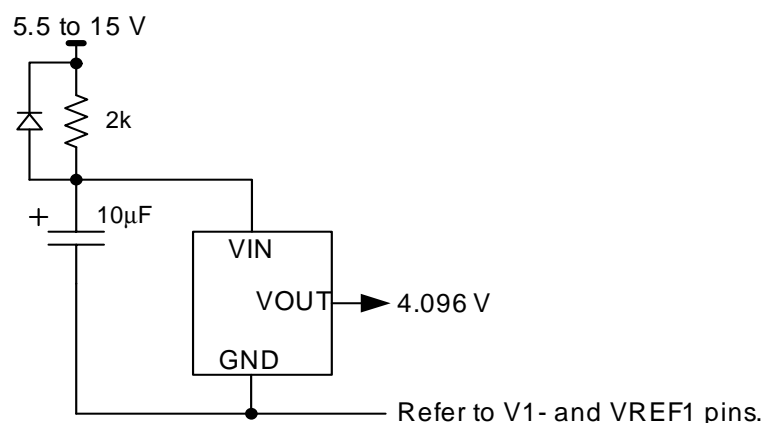 5.5 to 15 V
2k
+
10μF
VIN
VOUT
4.096 V
GND
Refer to V1- and VREF1 pins.